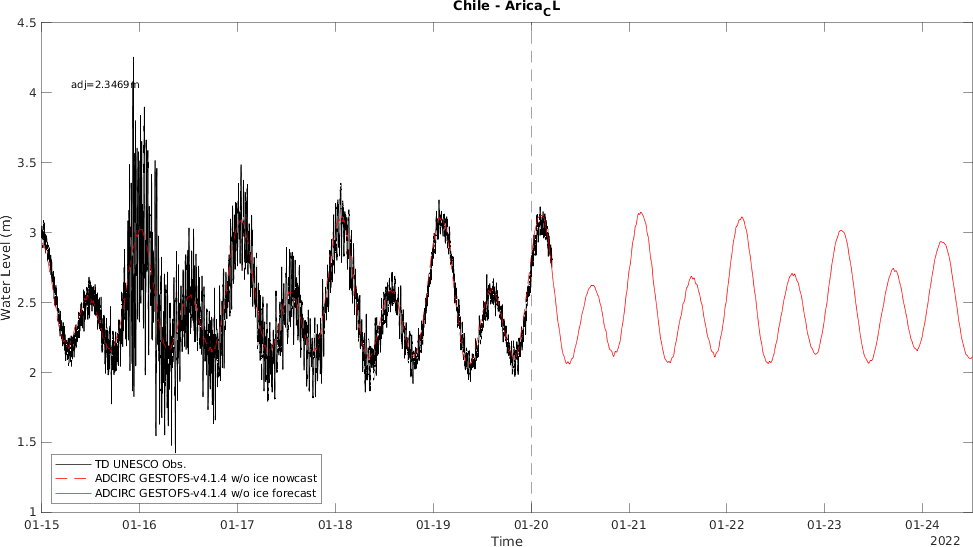 Chile - AricaCL
4.5
adj=2.3469m
4
3.5
3
2.5
2
1.5
1
Water Level (m)
TD UNESCO Obs.
ADCIRC GESTOFS-v4.1.4 w/o ice nowcast
ADCIRC GESTOFS-v4.1.4 w/o ice forecast
01-15 01-16 01-17 01-18 01-19 01-20 01-21 01-22 01-23 01-24
Time
2022